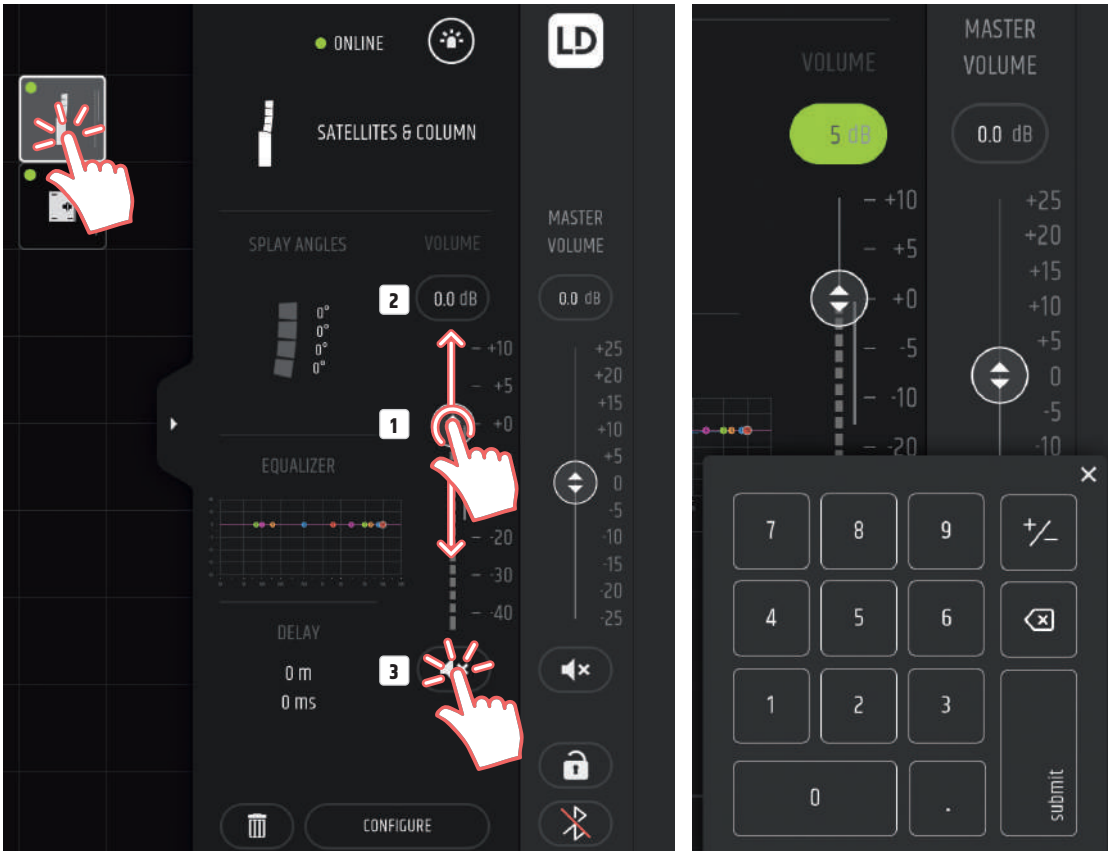 ONLINE
LD
SATELLITES & COLUMN
SPLAY ANGLES
VOLUME
MASTER
VOLUME
2
0.0 dB
0.0 dB
0°
0°
0°
0°
1
+10
+5
+0
-20
-30
-40
+25
+20
+15
+10
+5
0
-5
-10
-15
-20
-25
EQUALIZER
DELAY
0 m
0 ms
3
CONFIGURE
VOLUME
MASTER
VOLUME
5 dB
0.0 dB
+10
+5
+0
-5
-10
-20
+25
+20
+15
+10
+5
0
-5
-10
7 8 9 +/-
4 5 6
1 2 3
0 . submit